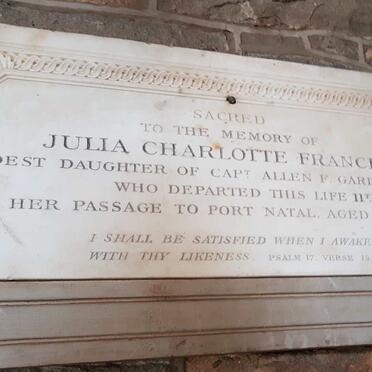 SACRED
TO THE MEMORY OF
JULIA CHARLOTTE FRANC
DEST DAUGHTER OF CAPT ALLEN F. GARD
WHO DEPARTED THIS LIFE 11
HER PASSAGE TO PORT NATAL, AGED
I SHALL BE SATISFIED WHEN I AWAKE
WITH THY LIKENESS. PSALM 17. VERSE 15